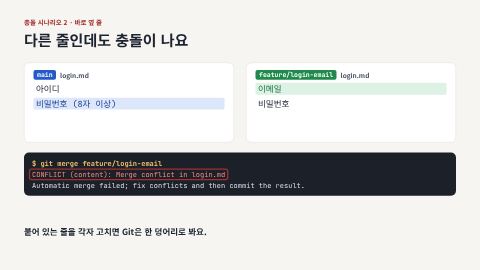 충돌 시나리오 2 · 바로 옆 줄
다른 줄인데도 충돌이 나요
main login.md
아이디
비밀번호 (8자 이상)
feature/login-email login.md
이메일
비밀번호
$ git merge feature/login-email
CONFLICT (content): Merge conflict in login.md
Automatic merge failed; fix conflicts and then commit the result.
붙어 있는 줄을 각자 고치면 Git은 한 덩어리로 봐요.